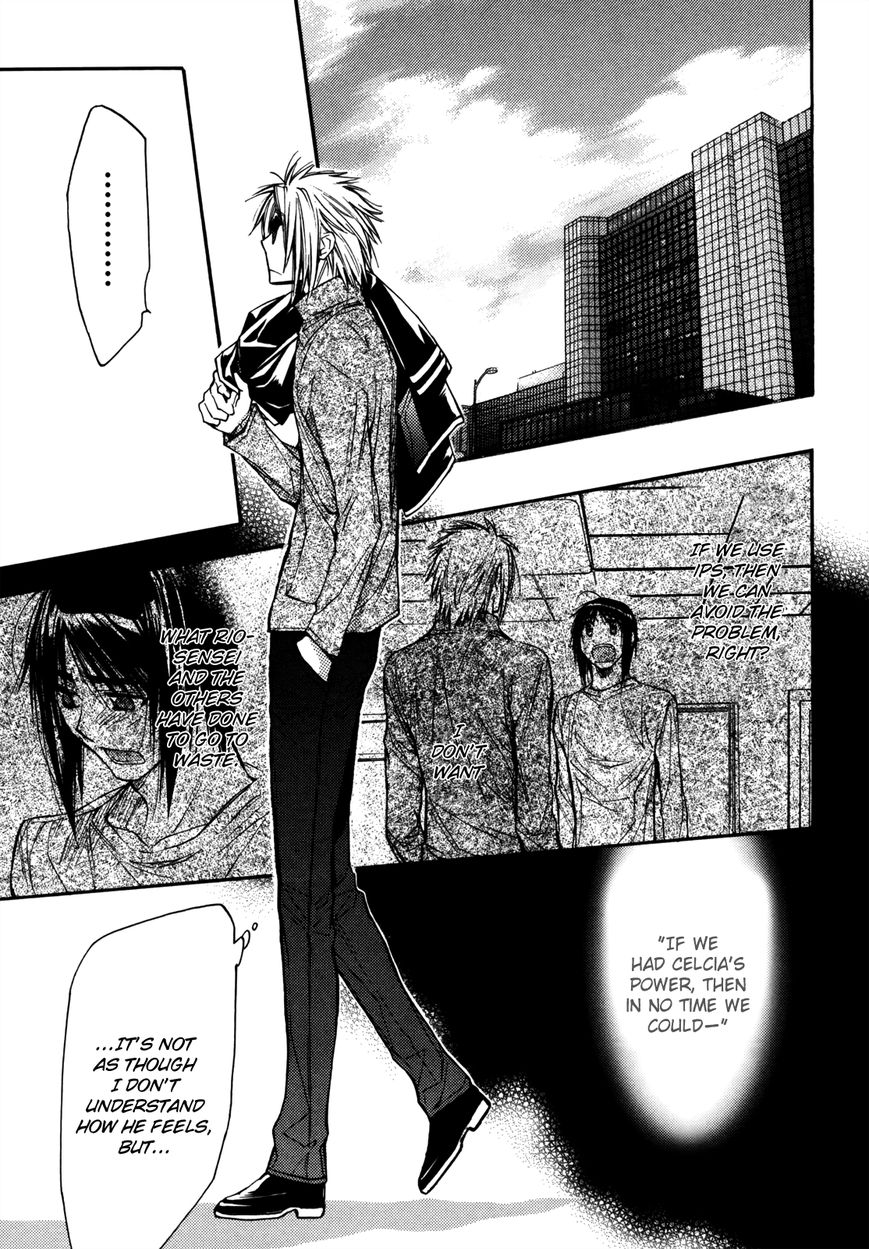 .........
IF WE USE
IPS, THEN
WE CAN
AVOID THE
PROBLEM,
RIGHT?
I
DON'T
WANT
WHAT RIO-
SENSEI
AND THE
OTHERS
HAVE DONE
TO GO TO
WASTE.
"IF WE
HAD CELCIA'S
POWER, THEN
IN NO TIME WE
COULD—"
...IT'S NOT
AS THOUGH
I DON'T
UNDERSTAND
HOW HE FEELS,
BUT...